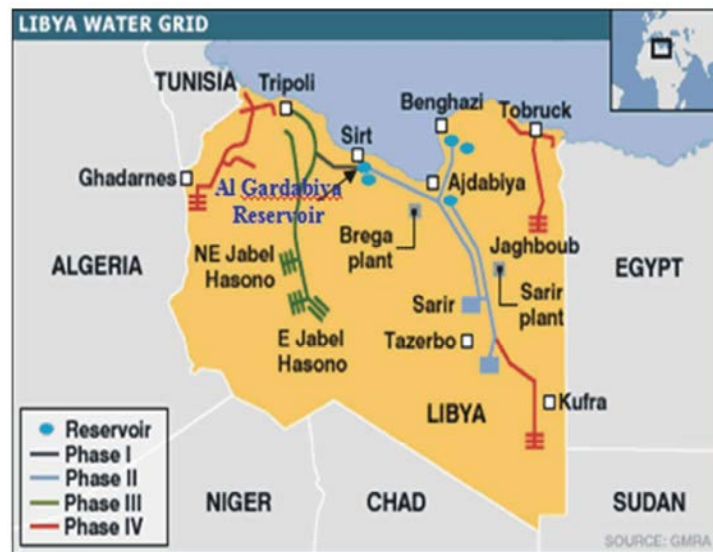 LIBYA WATER GRID
TUNISIA
Tripoli
Benghazi
Tobruck
Sirt
Ghadarnes
Al Gardabiya
Reservoir
Ajdabiya
Brega
plant
Jaghboub
NE Jabel
Hasono
ALGERIA
EGYPT
Sarir
Sarir
plant
E Jabel
Hasono
Tazerbo
LIBYA
Kufra
Reservoir
Phase I
Phase II
Phase III
Phase IV
NIGER
CHAD
SUDAN
SOURCE: GMRA